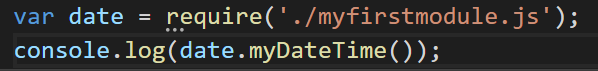 var date = require('./myfirstmodule.js');
console.log(date.myDateTime());